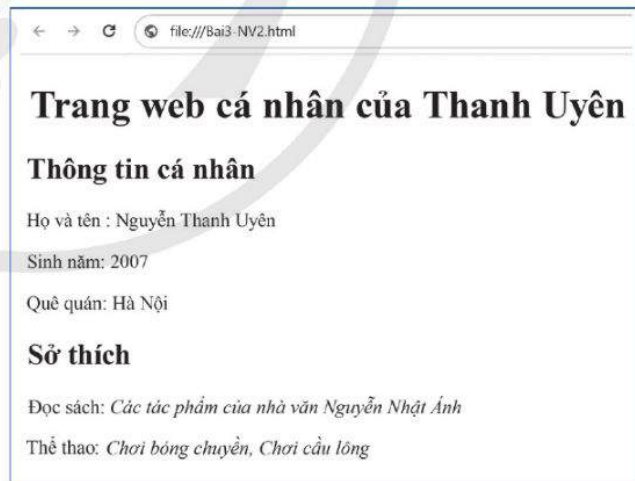 file:///Bai3-NV2.html
Trang web cá nhân của Thanh Uyên
Thông tin cá nhân
Họ và tên : Nguyễn Thanh Uyên
Sinh năm: 2007
Quê quán: Hà Nội
Sở thích
Đọc sách: Các tác phẩm của nhà văn Nguyễn Nhật Ánh
Thể thao: Chơi bóng chuyền, Chơi cầu lông